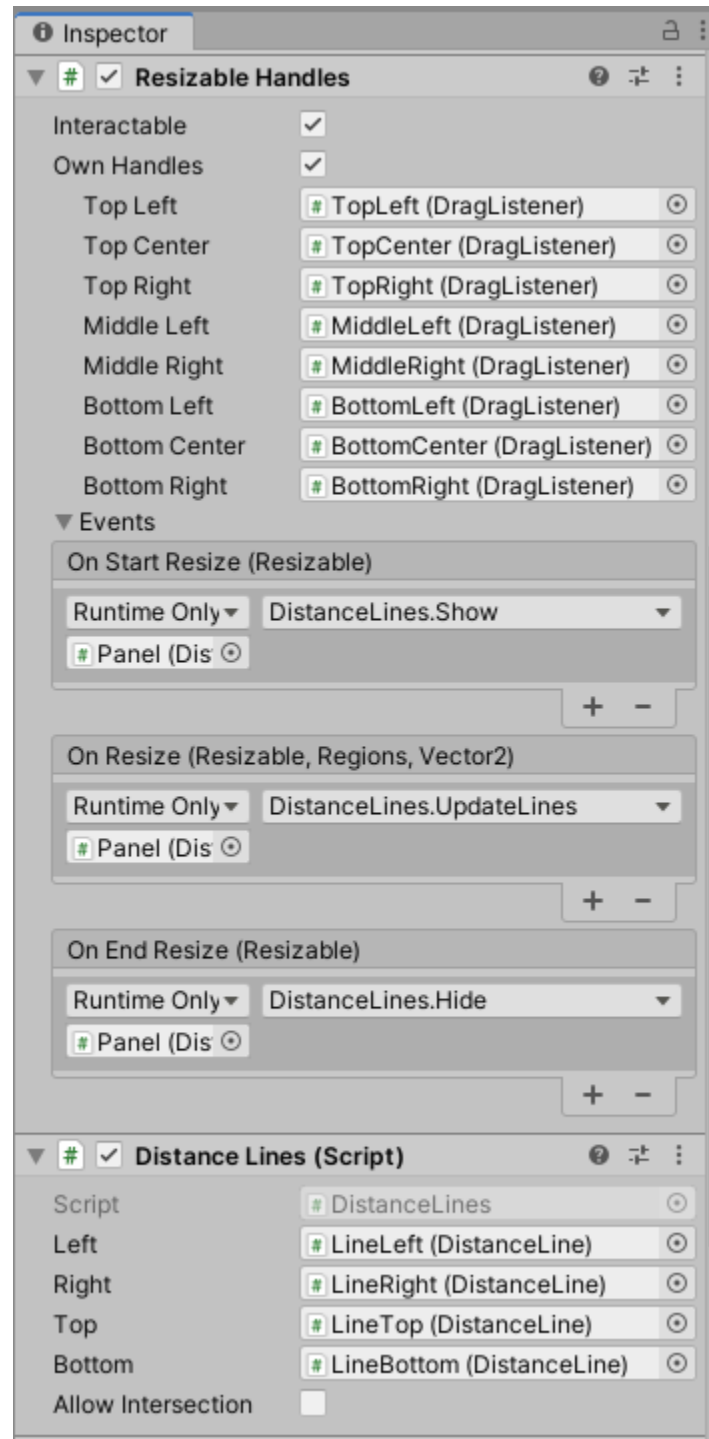 Inspector
Resizable Handles
Interactable
Own Handles
Top Left # TopLeft (DragListener)
Top Center # TopCenter (DragListener)
Top Right # TopRight (DragListener)
Middle Left # MiddleLeft (DragListener)
Middle Right # MiddleRight (DragListener)
Bottom Left # BottomLeft (DragListener)
Bottom Center # BottomCenter (DragListener)
Bottom Right # BottomRight (DragListener)
Events
On Start Resize (Resizable)
Runtime Only DistanceLines.Show
# Panel (Dis
+ −
On Resize (Resizable, Regions, Vector2)
Runtime Only DistanceLines.UpdateLines
# Panel (Dis
+ −
On End Resize (Resizable)
Runtime Only DistanceLines.Hide
# Panel (Dis
+ −
# Distance Lines (Script)
Script # DistanceLines
Left # LineLeft (DistanceLine)
Right # LineRight (DistanceLine)
Top # LineTop (DistanceLine)
Bottom # LineBottom (DistanceLine)
Allow Intersection